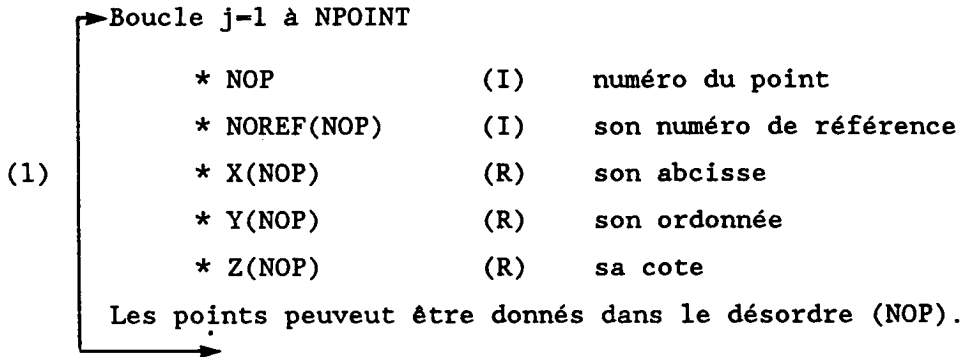 Boucle j=1 à NPOINT
* NOP (I) numéro du point
* NOREF(NOP) (I) son numéro de référence
(1) * X(NOP) (R) son abcisse
* Y(NOP) (R) son ordonnée
* Z(NOP) (R) sa cote
Les points peuveut être donnés dans le désordre (NOP).